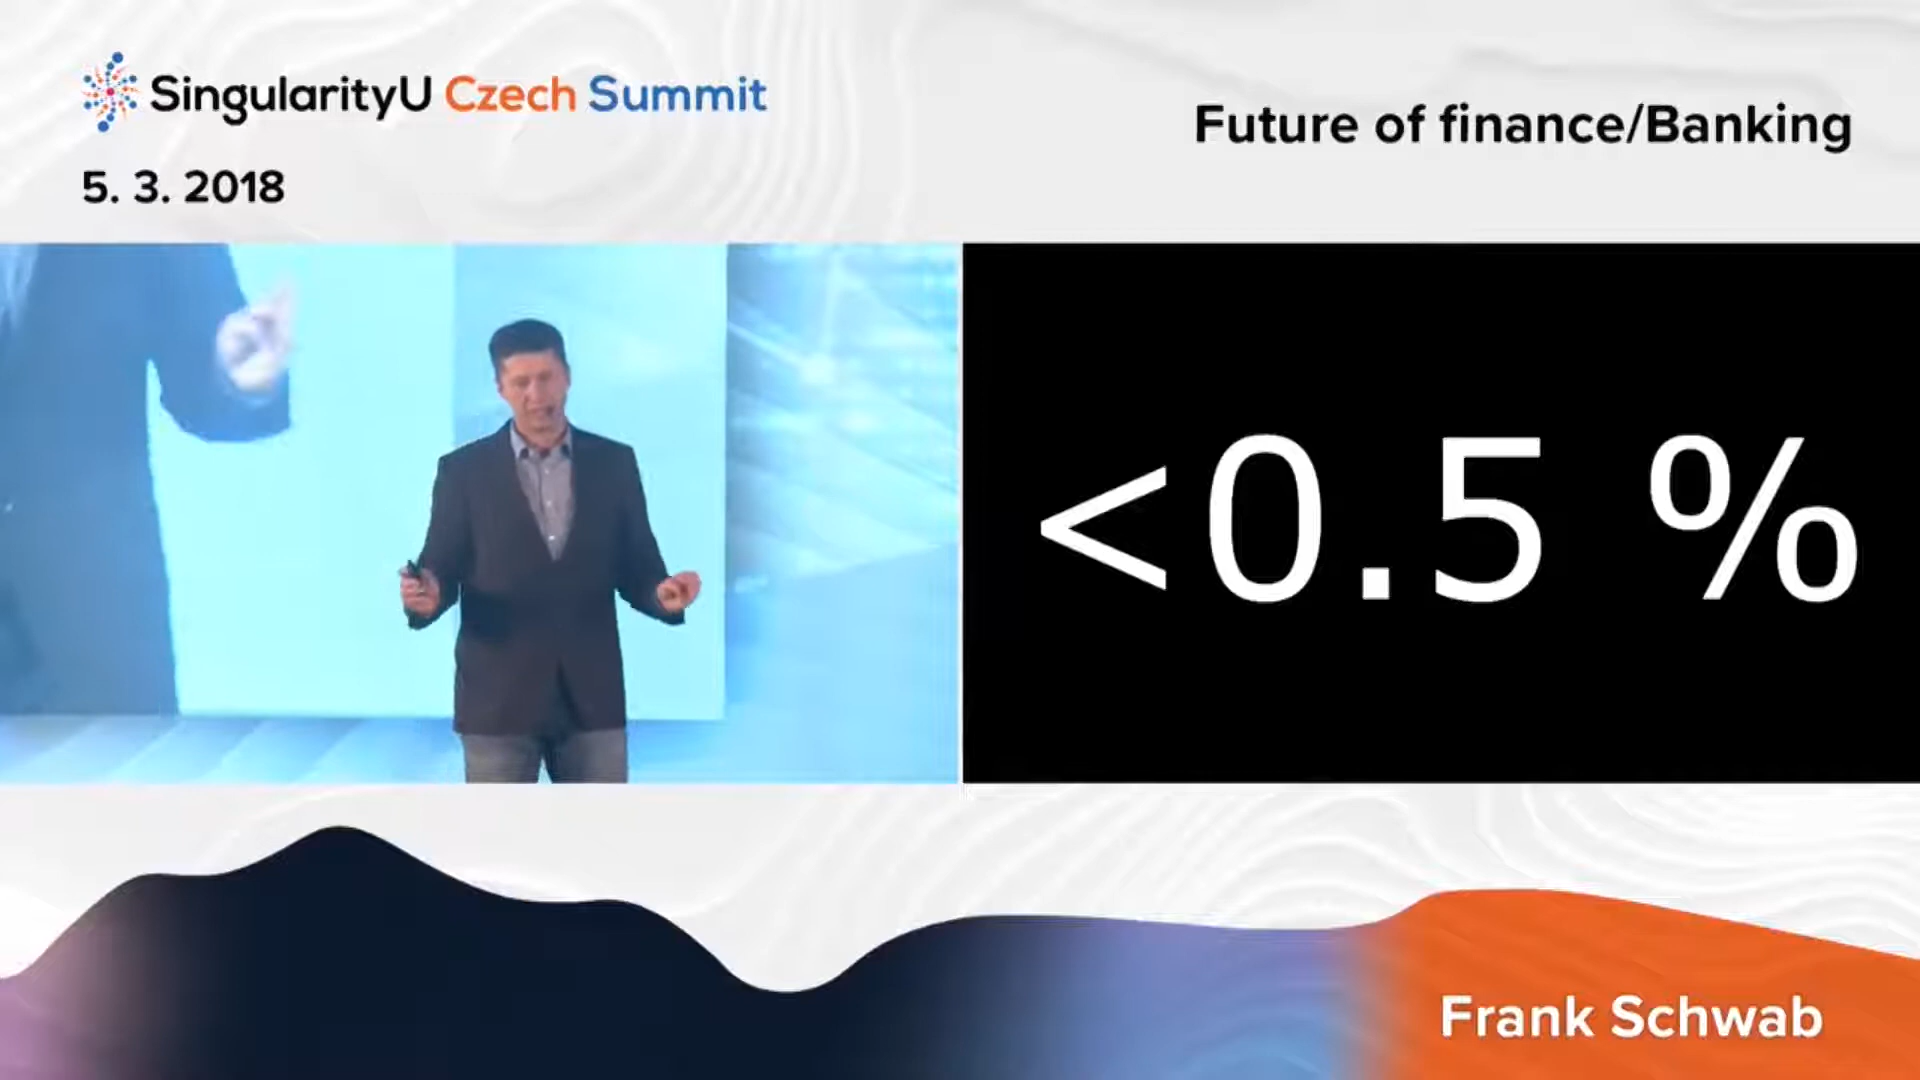 SingularityU Czech Summit
5. 3. 2018
Future of finance/Banking
<0.5 %
Frank Schwab